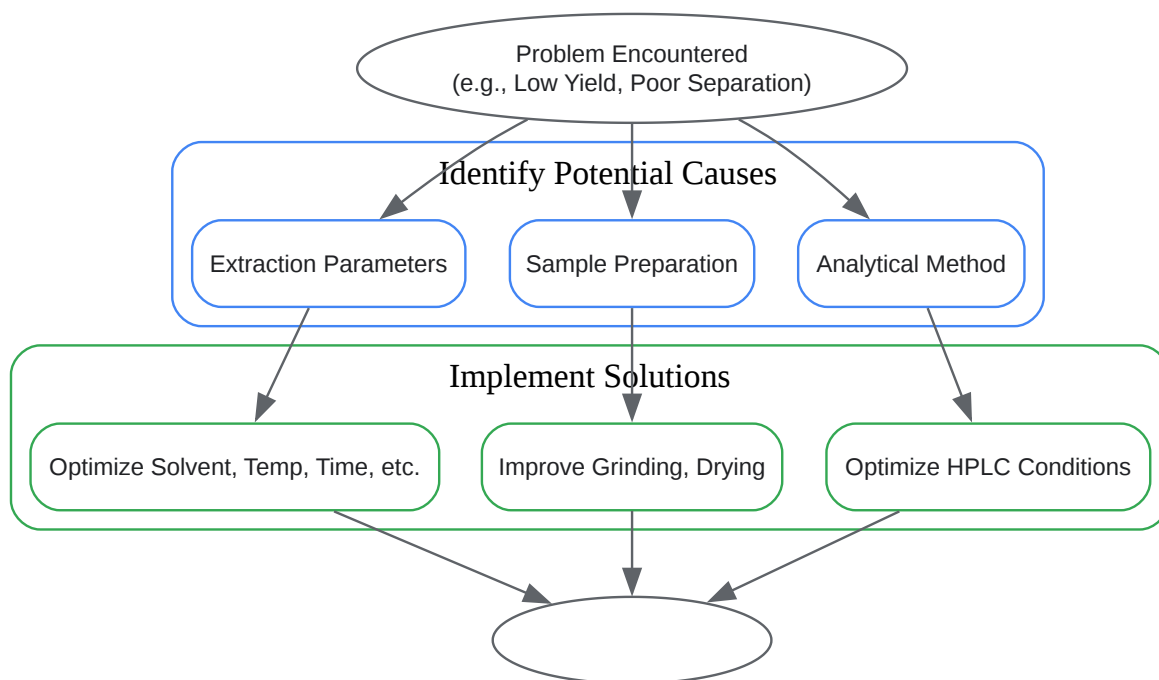 Problem Encountered
(e.g., Low Yield, Poor Separation)
Identify Potential Causes
Extraction Parameters
Sample Preparation
Analytical Method
Implement Solutions
Optimize Solvent, Temp, Time, etc.
Improve Grinding, Drying
Optimize HPLC Conditions